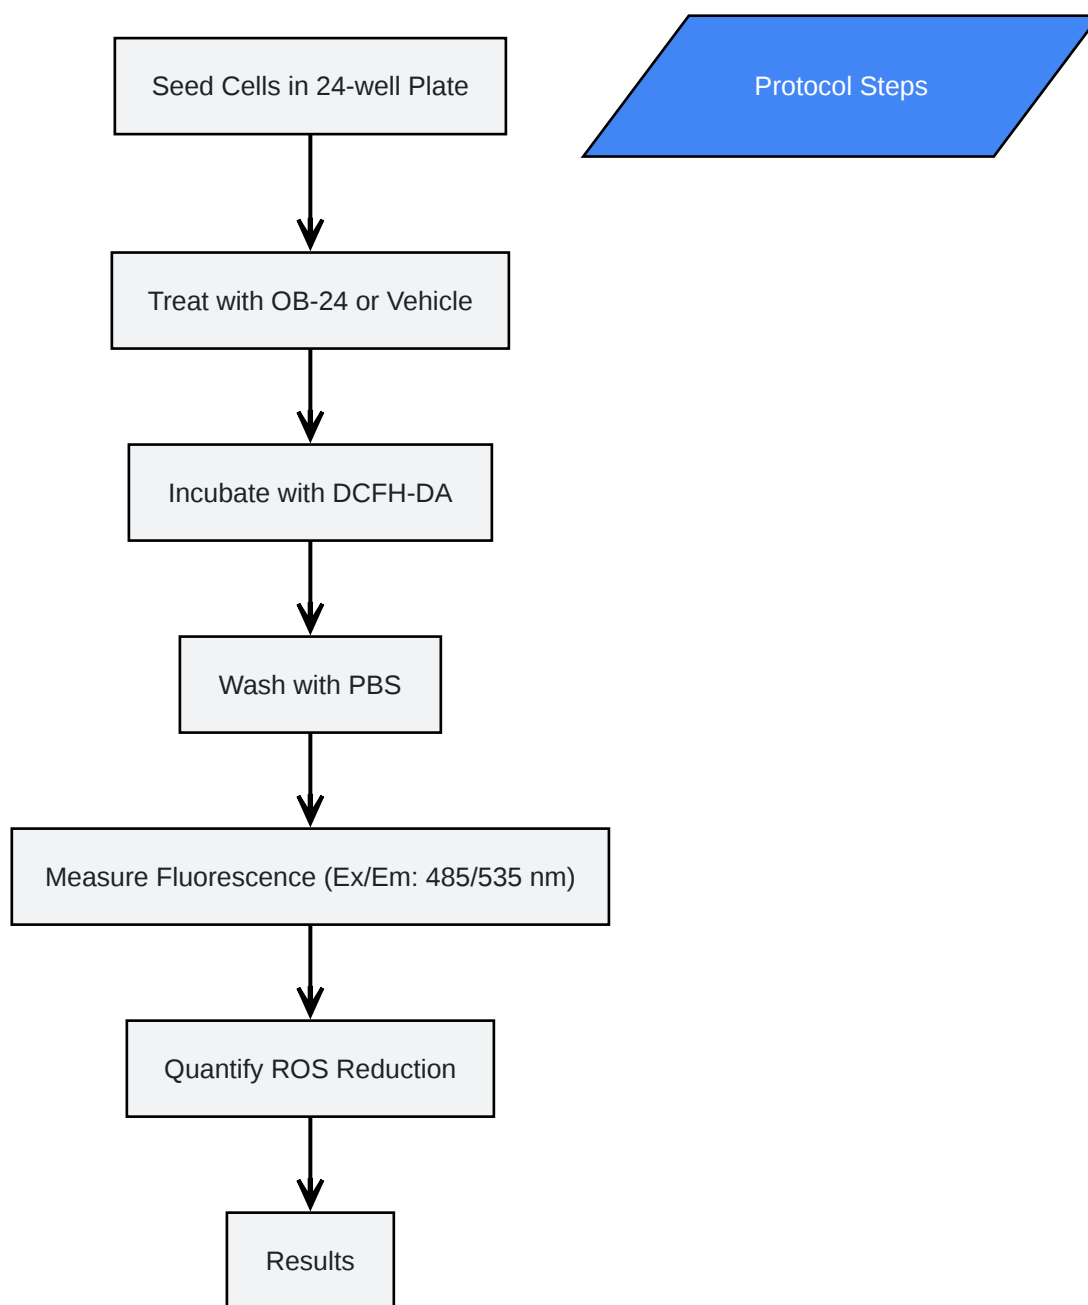 Seed Cells in 24-well Plate
Protocol Steps
Treat with OB-24 or Vehicle
Incubate with DCFH-DA
Wash with PBS
Measure Fluorescence (Ex/Em: 485/535 nm)
Quantify ROS Reduction
Results